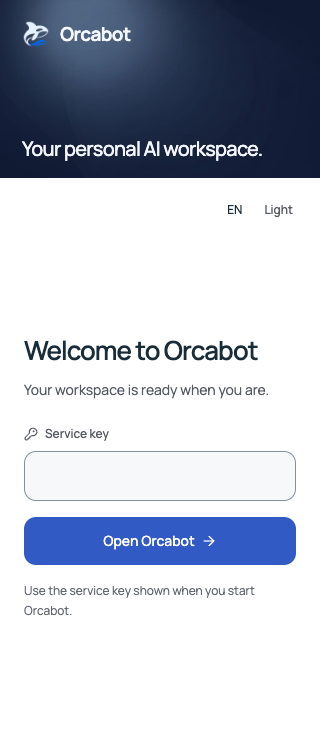 Orcabot
Your personal AI workspace.
EN
Light
Welcome to Orcabot
Your workspace is ready when you are.
Service key
Open Orcabot →
Use the service key shown when you start
Orcabot.